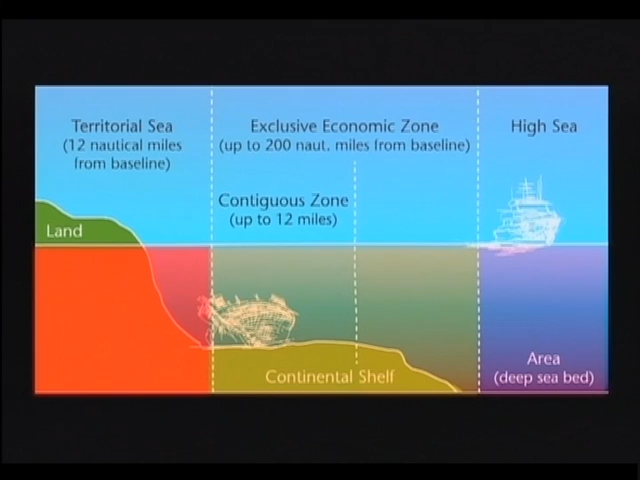 Territorial Sea
(12 nautical miles
from baseline)
Exclusive Economic Zone
(up to 200 naut. miles from baseline)
High Sea
Contiguous Zone
(up to 12 miles)
Land
Continental Shelf
Area
(deep sea bed)